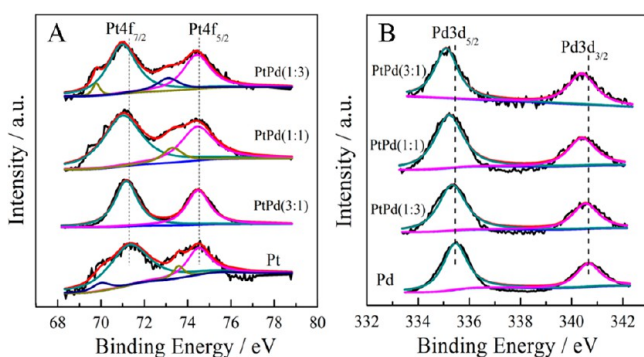 A
Pt4f7/2
Pt4f5/2
PtPd(1:3)
PtPd(1:1)
PtPd(3:1)
Pt
Intensity / a.u.
68 70 72 74 76 78 80
Binding Energy / eV
B
Pd3d5/2
Pd3d3/2
PtPd(3:1)
PtPd(1:1)
PtPd(1:3)
Pd
Intensity / a.u.
332 334 336 338 340 342
Binding Energy / eV